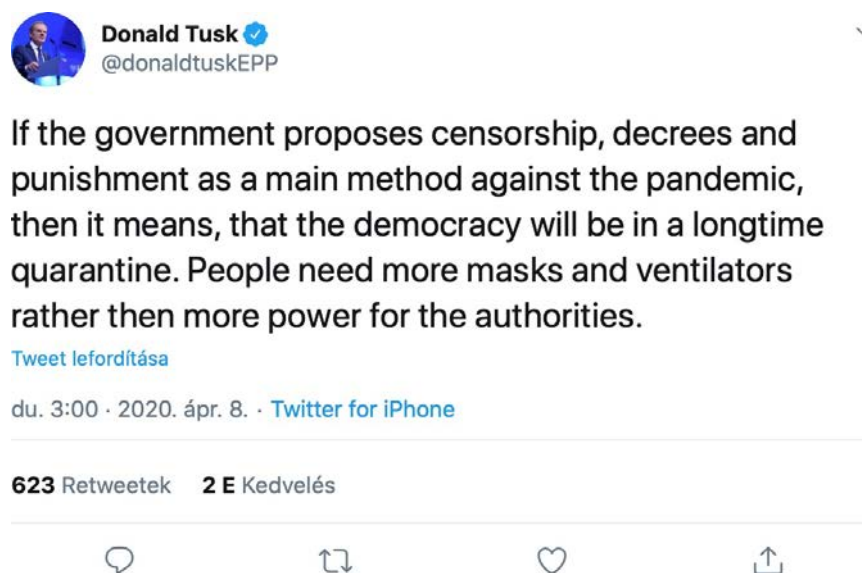 Donald Tusk
@donaldtuskEPP
If the government proposes censorship, decrees and
punishment as a main method against the pandemic,
then it means, that the democracy will be in a longtime
quarantine. People need more masks and ventilators
rather then more power for the authorities.
Tweet lefordítása
du. 3:00 · 2020. ápr. 8. · Twitter for iPhone
623 Retweetek 2 E Kedvelés